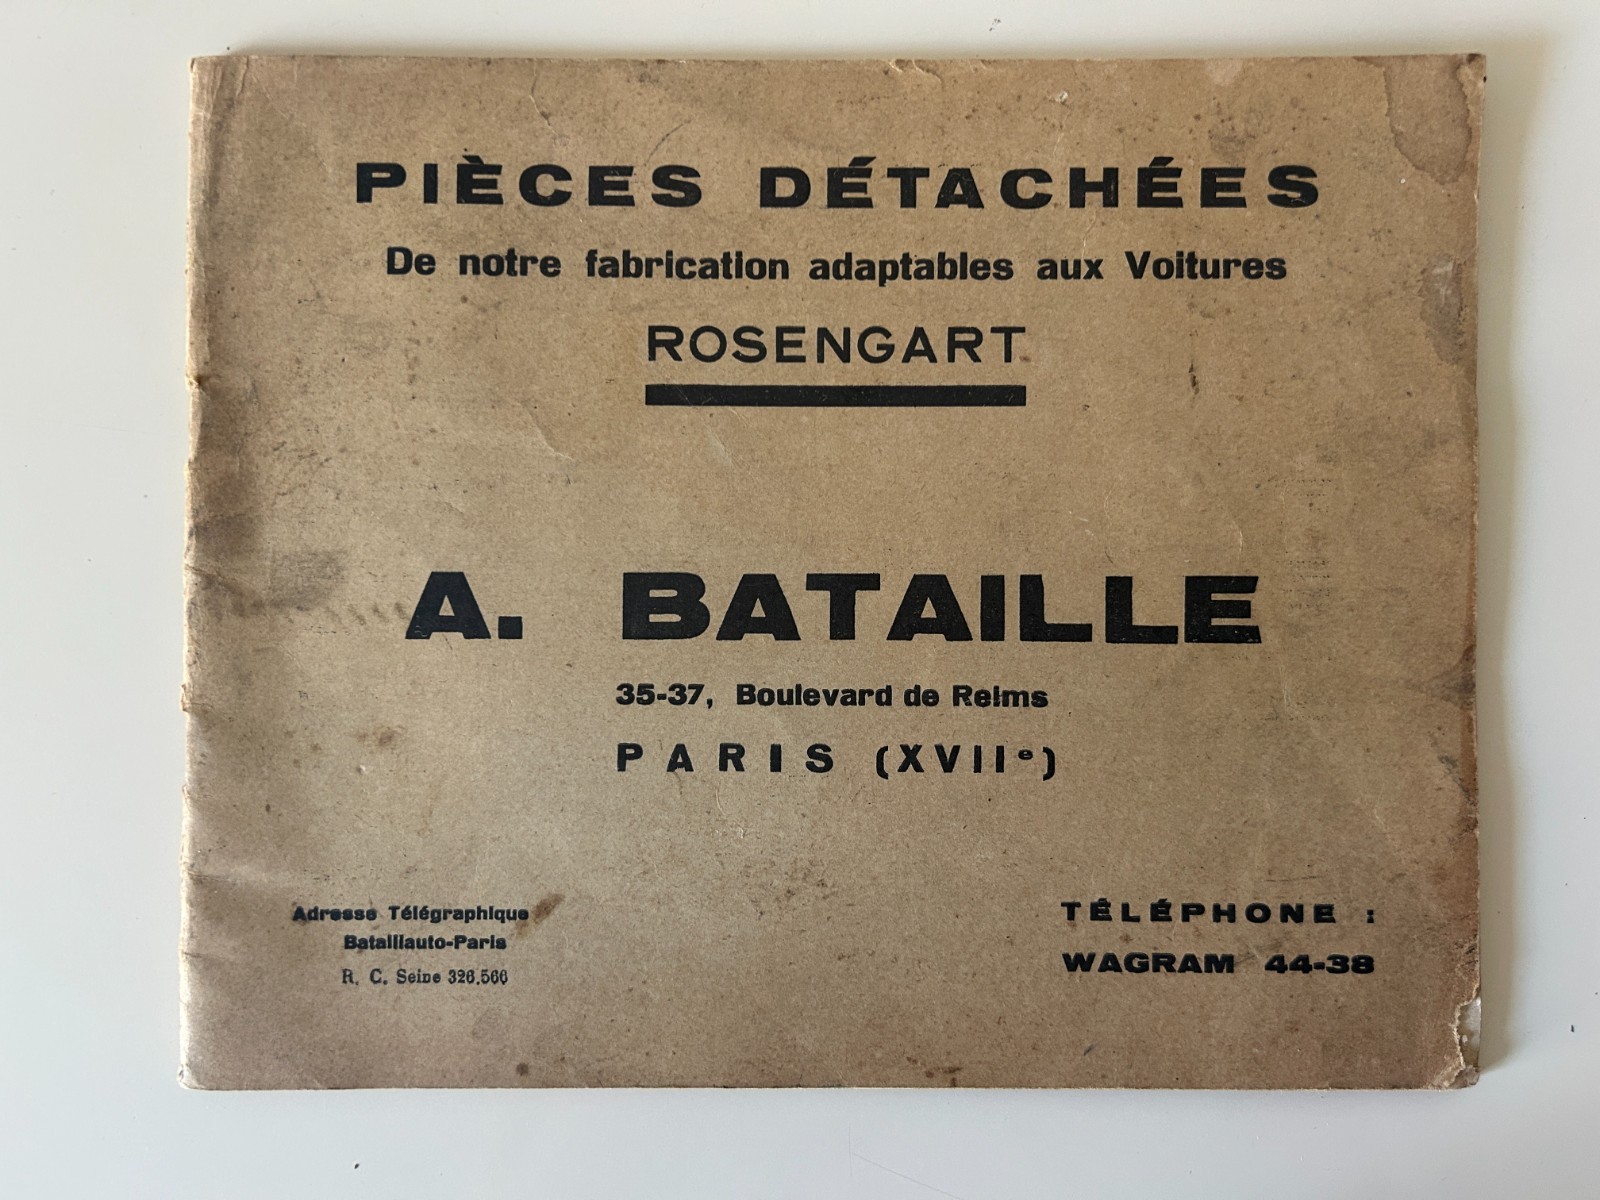 PIÈCES DÉTACHÉES
De notre fabrication adaptables aux Voitures
ROSENGART
A. BATAILLE
35-37, Boulevard de Reims
PARIS (XVIIe)
Adresse Télégraphique
Batailauto-Paris
R. C. Seine 326.566
TÉLÉPHONE :
WAGRAM 44-38